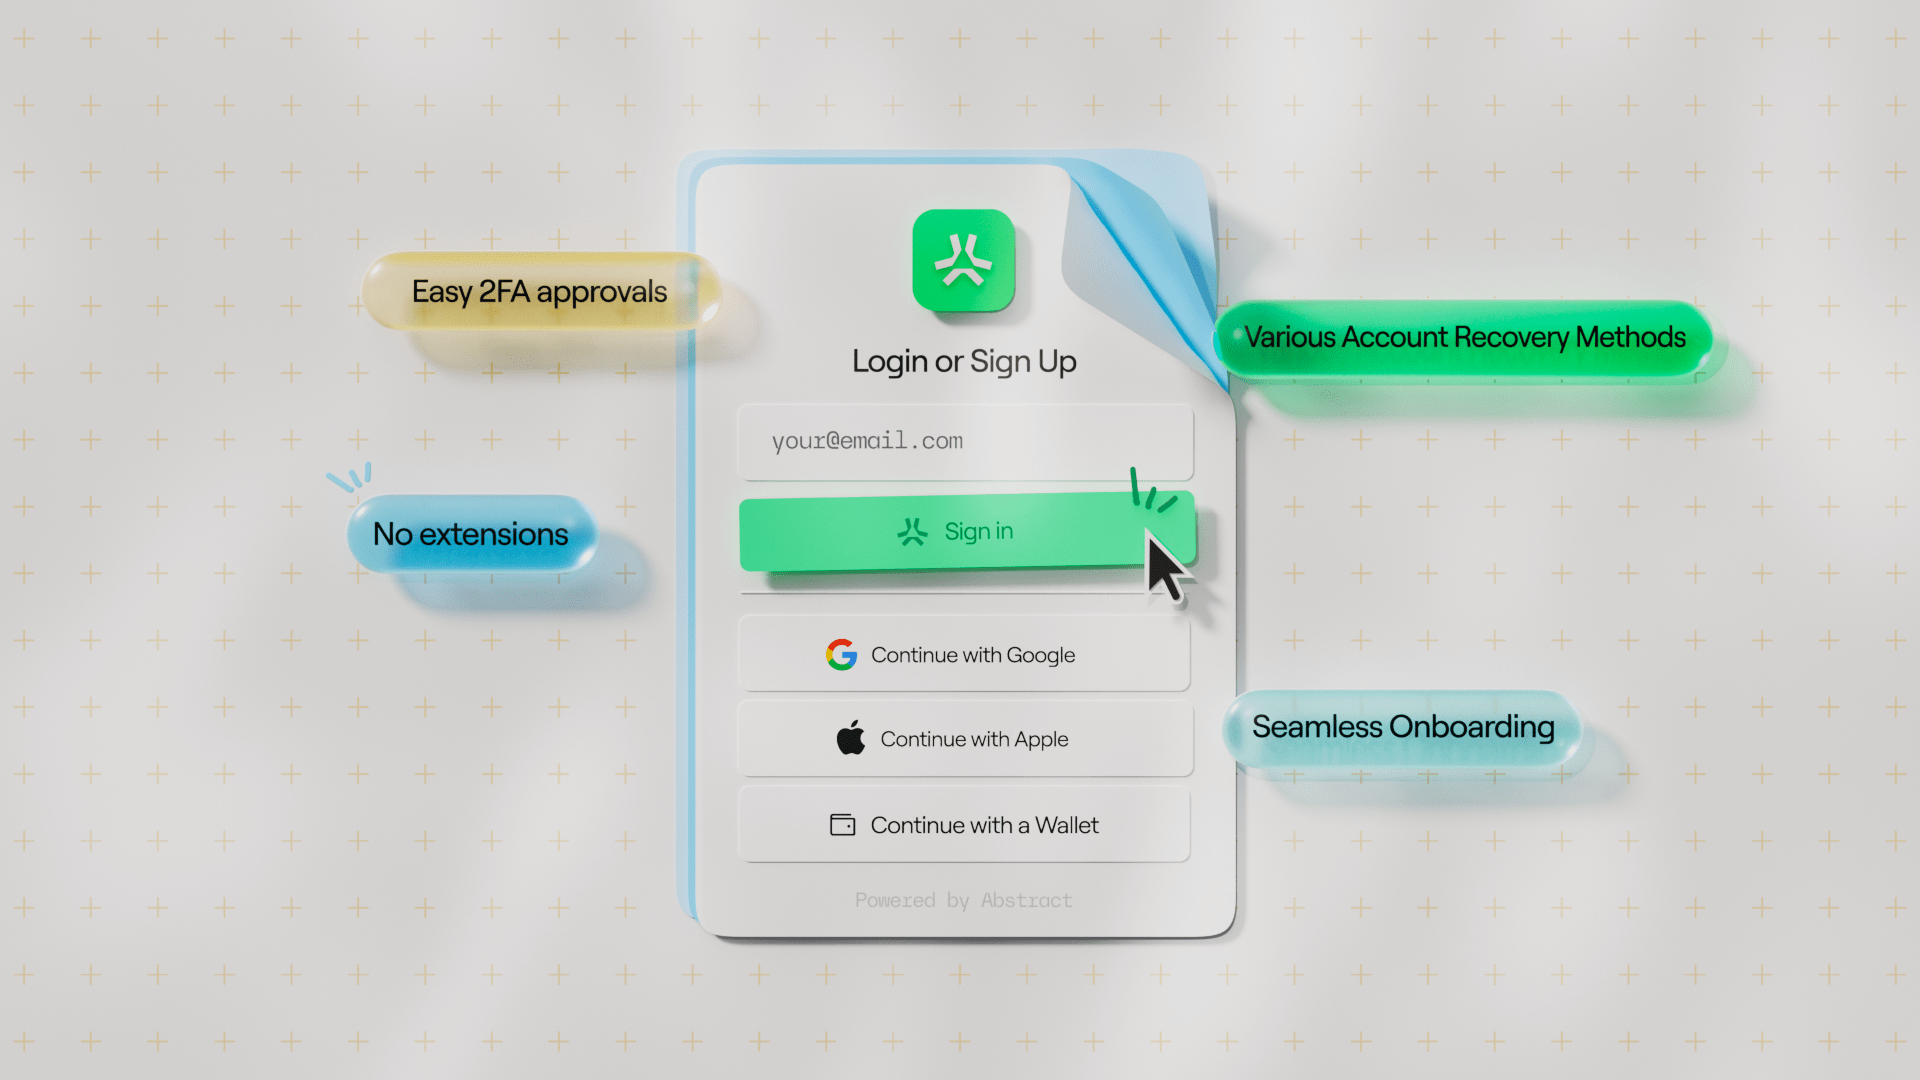 Easy 2FA approvals
Various Account Recovery Methods
Login or Sign Up
your@email.com
No extensions
Sign in
Continue with Google
Seamless Onboarding
Continue with Apple
Continue with a Wallet
Powered by Abstract